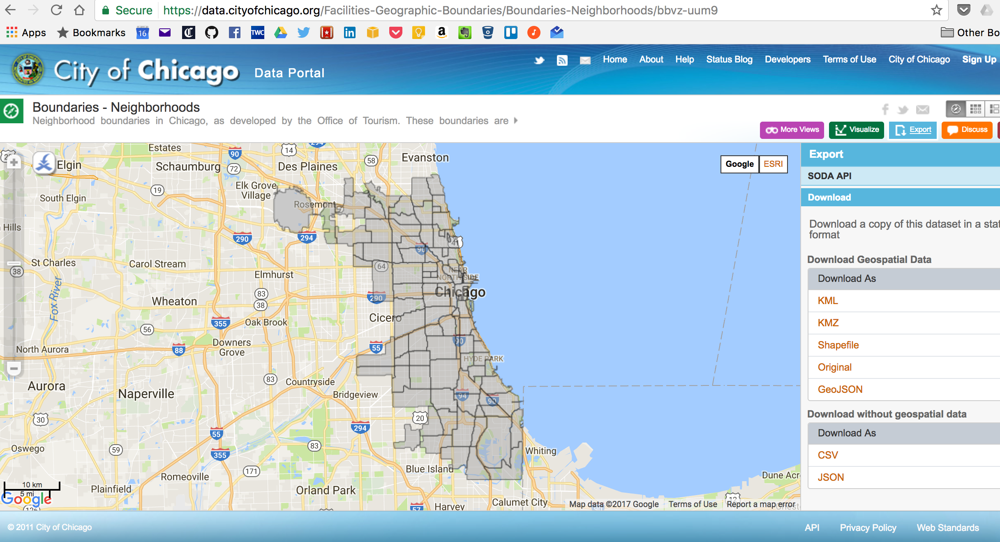 Secure https://data.cityofchicago.org/Facilities-Geographic-Boundaries/Boundaries-Neighborhoods/bbvz-uum9
Apps Bookmarks 16 TWC Other Bo
City of Chicago Data Portal
Home About Help Status Blog Developers Terms of Use City of Chicago Sign Up
Boundaries - Neighborhoods
Neighborhood boundaries in Chicago, as developed by the Office of Tourism. These boundaries are
More Views Visualize Export Discuss
Google ESRI
Estates
90
14
Evanston
Elgin
Schaumburg
72
Des Plaines
58
Elk Grove
Village
19
South Elgin
Rosemont
Hills
290
294
41
90
St Charles
38
Carol Stream
64
Elmhurst
NEAR
NORTH SIDE
Fox River
83
38
Wheaton
290
Chicago
Cicero
355
Oak Brook
56
Downers
Grove
90
North Aurora
88
55
HYDE PARK
83
Aurora
Countryside
Naperville
Bridgeview
94
90
30
20
55
294
Oswego
59
83
355
Whiting
171
Blue Island
Romeoville
Dune Acr
10 km
5 mi
Plainfield
Orland Park
Google
126
57
Harvey
Calumet City
12
Map data ©2017 Google Terms of Use Report a map error
Export
SODA API
Download
Download a copy of this dataset in a stat
format
Download Geospatial Data
Download As
KML
KMZ
Shapefile
Original
GeoJSON
Download without geospatial data
Download As
CSV
JSON
© 2011 City of Chicago
API Privacy Policy Web Standards